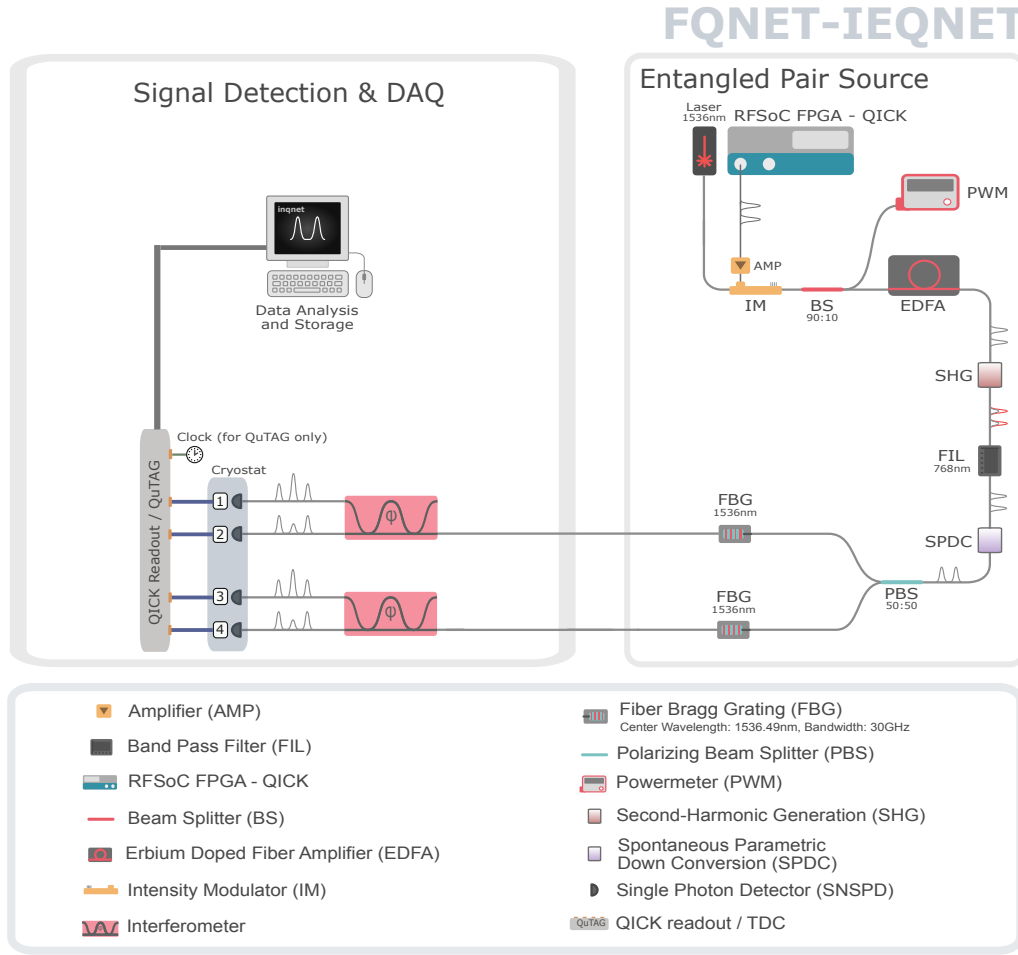 FQNET-IEQNET
Signal Detection & DAQ
inqnet
Data Analysis
and Storage
Clock (for QuTAG only)
Cryostat
QICK Readout / QuTAG
1
2
3
4
φ
φ
Entangled Pair Source
Laser
1536nm
RFSoC FPGA - QICK
PWM
AMP
IM
BS
90:10
EDFA
SHG
FIL
768nm
SPDC
PBS
50:50
FBG
1536nm
FBG
1536nm
Amplifier (AMP)
Band Pass Filter (FIL)
RFSoC FPGA - QICK
Beam Splitter (BS)
Erbium Doped Fiber Amplifier (EDFA)
Intensity Modulator (IM)
Interferometer
Fiber Bragg Grating (FBG)
Center Wavelength: 1536.49nm, Bandwidth: 30GHz
Polarizing Beam Splitter (PBS)
Powermeter (PWM)
Second-Harmonic Generation (SHG)
Spontaneous Parametric
Down Conversion (SPDC)
Single Photon Detector (SNSPD)
QuTAG
QICK readout / TDC